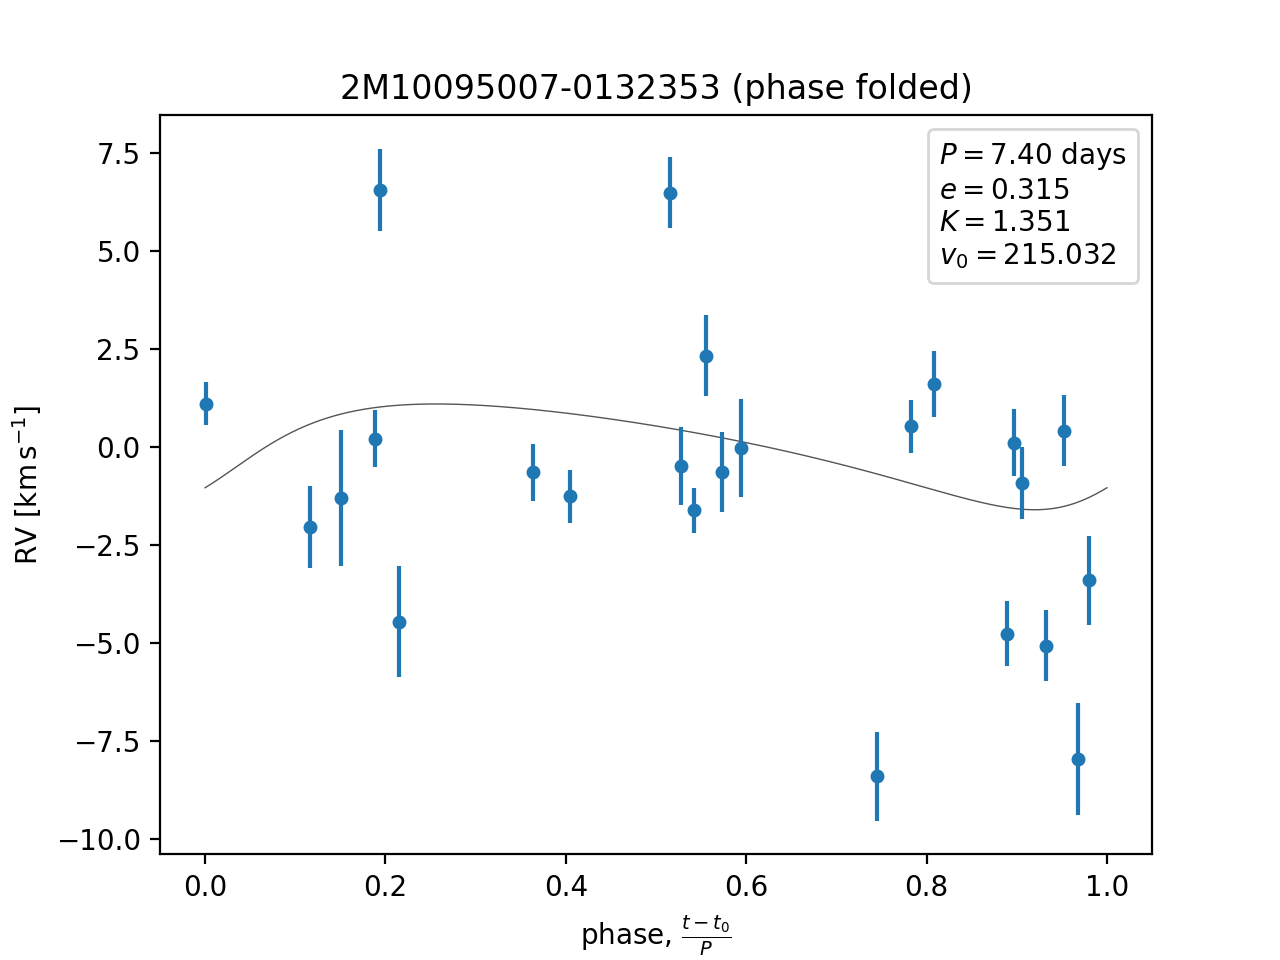 2M10095007-0132353 (phase folded)
P = 7.40 days
e = 0.315
K = 1.351
v₀ = 215.032
RV [km s⁻¹]
7.5
5.0
2.5
0.0
−2.5
−5.0
−7.5
−10.0
0.0 0.2 0.4 0.6 0.8 1.0
phase, (t − t₀)/P